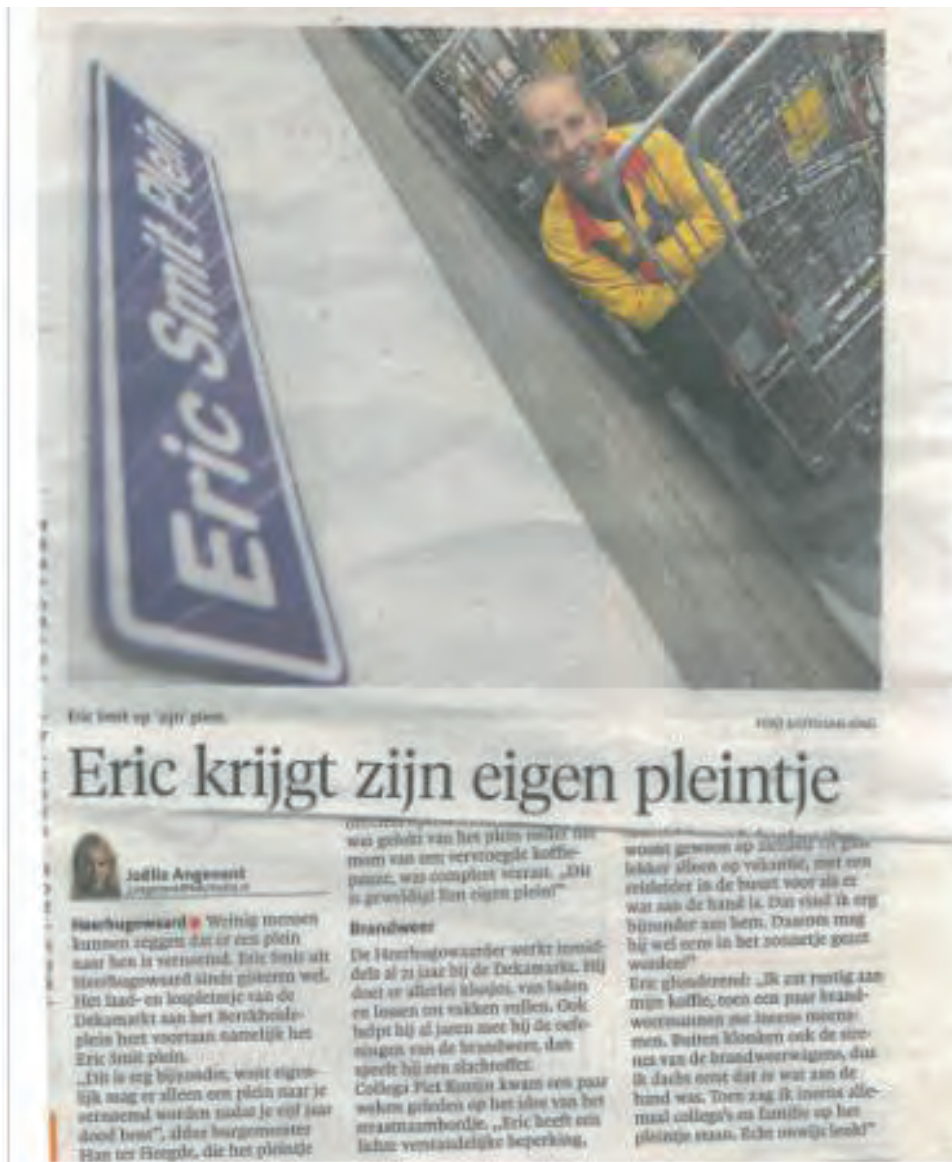 Eric Smit Plein
Eric Smit op 'zijn' plein.
Eric krijgt zijn eigen pleintje
Joëlle
Heerhugowaard Weinig mensen
kunnen zeggen dat er een plein
naar hen is vernoemd. Eric Smit uit
Heerhugowaard sinds gisteren wel.
Het laad- en lospleintje van de
Dekamarkt aan het
plein heet voortaan namelijk het
Eric Smit plein.
„Dit is erg bijzonder, want eigen-
lijk mag er alleen een plein naar je
vernoemd worden zodat je vijf jaar
dood bent”, aldus burgemeester
Han ter Heegde, die het pleintje
was gelokt van het plein onder het
mom van een vervroegde koffie-
pauze, was compleet verrast. „Dit
is geweldig! Een eigen plein!”
Brandweer
De Heerhugowaarder werkt inmid-
dels al 21 jaar bij de Dekamarkt. Hij
doet er allerlei klusjes, van laden
en lossen tot vakken vullen. Ook
helpt hij al jaren mee bij de oefe-
ningen van de brandweer, dan
speelt hij een slachtoffer.
Collega Piet kwam een paar
weken geleden op het idee van het
straatnaambordje. „Eric heeft een
lichte verstandelijke beperking,
woont gewoon op zichzelf en gaat
lekker alleen op vakantie, met een
reisleider in de buurt voor als er
wat aan de hand is. Dat vind ik erg
bijzonder aan hem. Daarom mag
hij wel eens in het zonnetje gezet
worden!”
Eric glunderend: „Ik zat rustig aan
mijn koffie, toen een paar brand-
weermannen me ineens meena-
men. Buiten klonken ook de sire-
nes van de brandweerwagens, dus
ik dacht eerst dat er wat aan de
hand was. Toen zag ik ineens alle-
maal collega's en familie op het
pleintje staan. Echt onwijs leuk!”